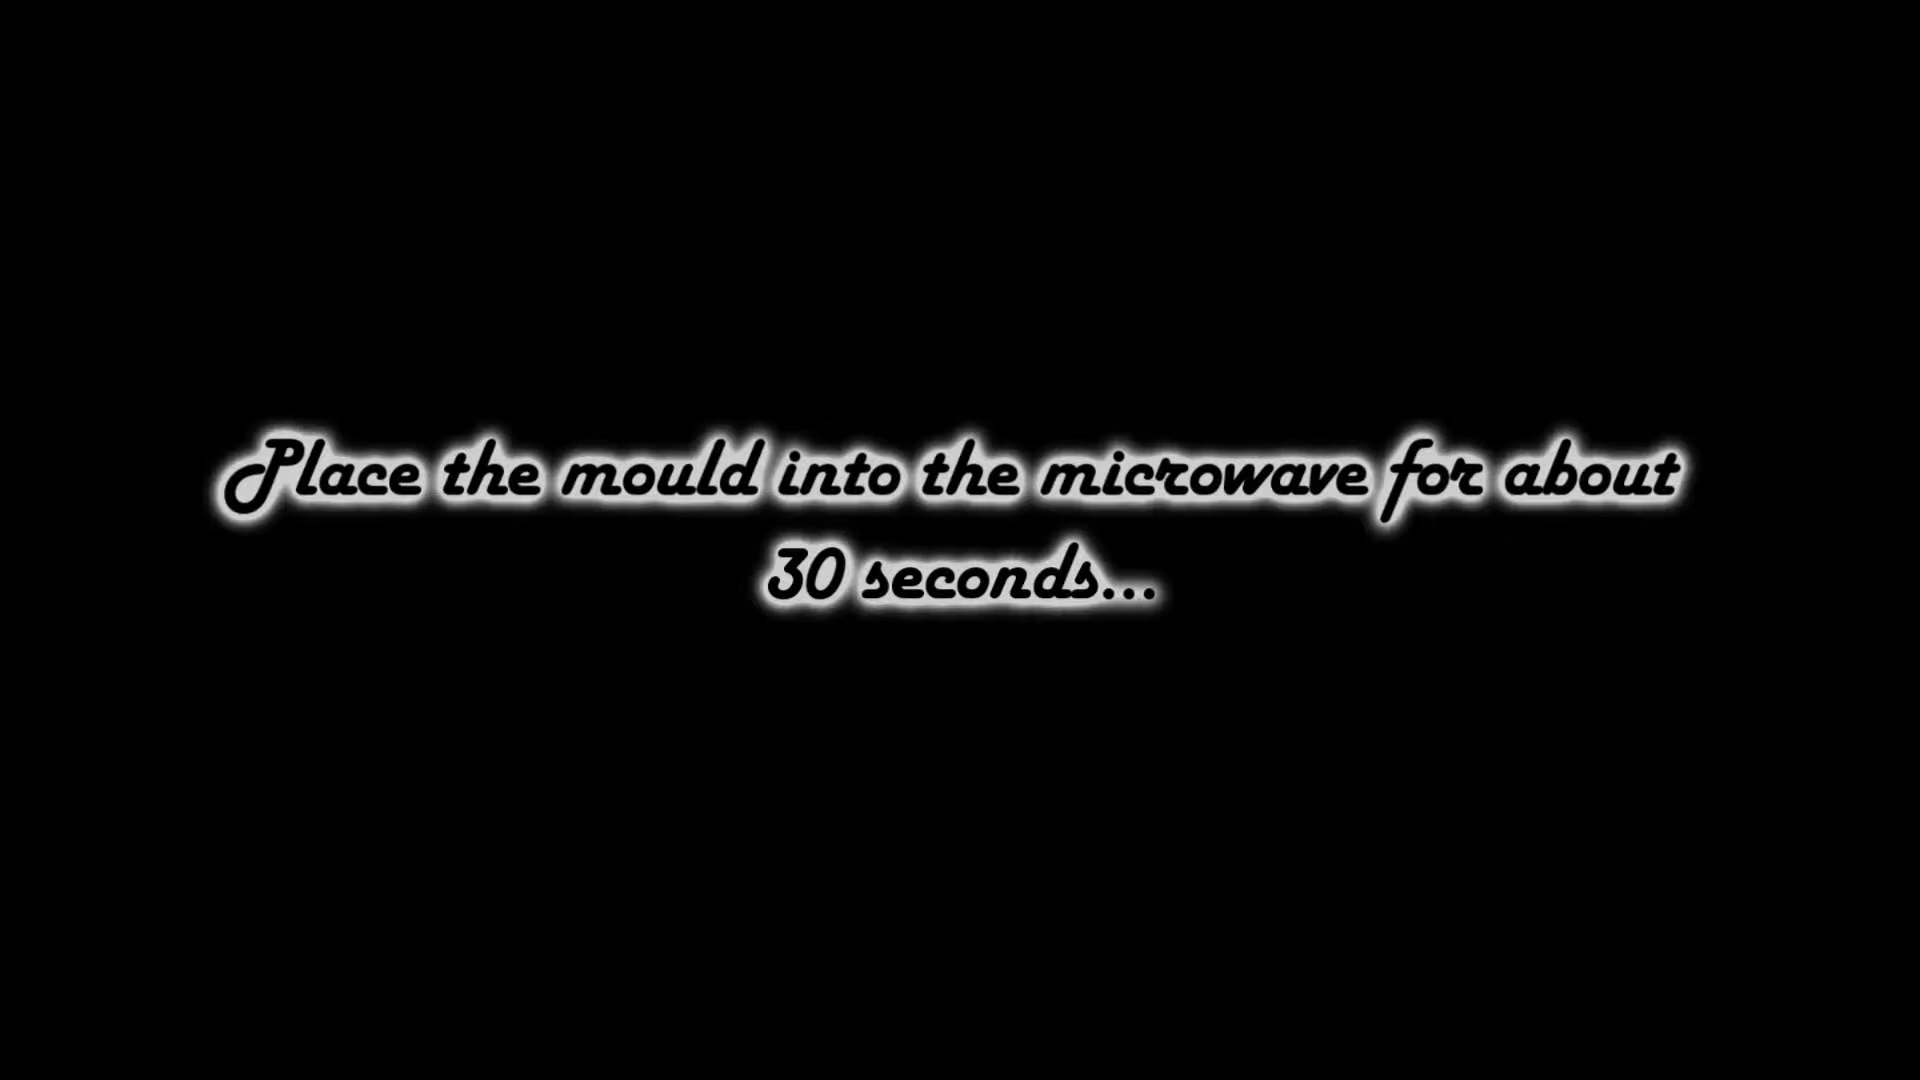 Place the mould into the microwave for about
30 seconds...